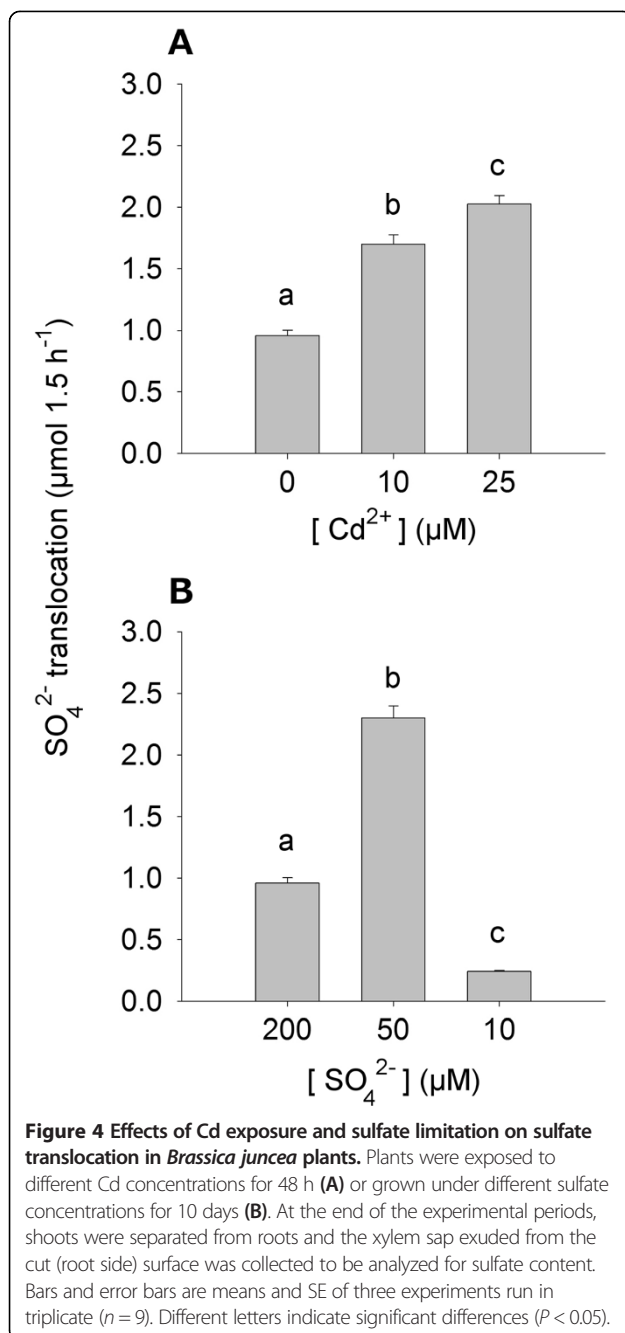 A
3.0
2.5
2.0
1.5
1.0
0.5
0.0
a
b
c
0 10 25
[ Cd²⁺ ] (µM)
SO₄²⁻ translocation (µmol 1.5 h⁻¹)
B
3.0
2.5
2.0
1.5
1.0
0.5
0.0
a
b
c
200 50 10
[ SO₄²⁻ ] (µM)
Figure 4 Effects of Cd exposure and sulfate limitation on sulfate
translocation in Brassica juncea plants. Plants were exposed to
different Cd concentrations for 48 h (A) or grown under different sulfate
concentrations for 10 days (B). At the end of the experimental periods,
shoots were separated from roots and the xylem sap exuded from the
cut (root side) surface was collected to be analyzed for sulfate content.
Bars and error bars are means and SE of three experiments run in
triplicate (n = 9). Different letters indicate significant differences (P < 0.05).